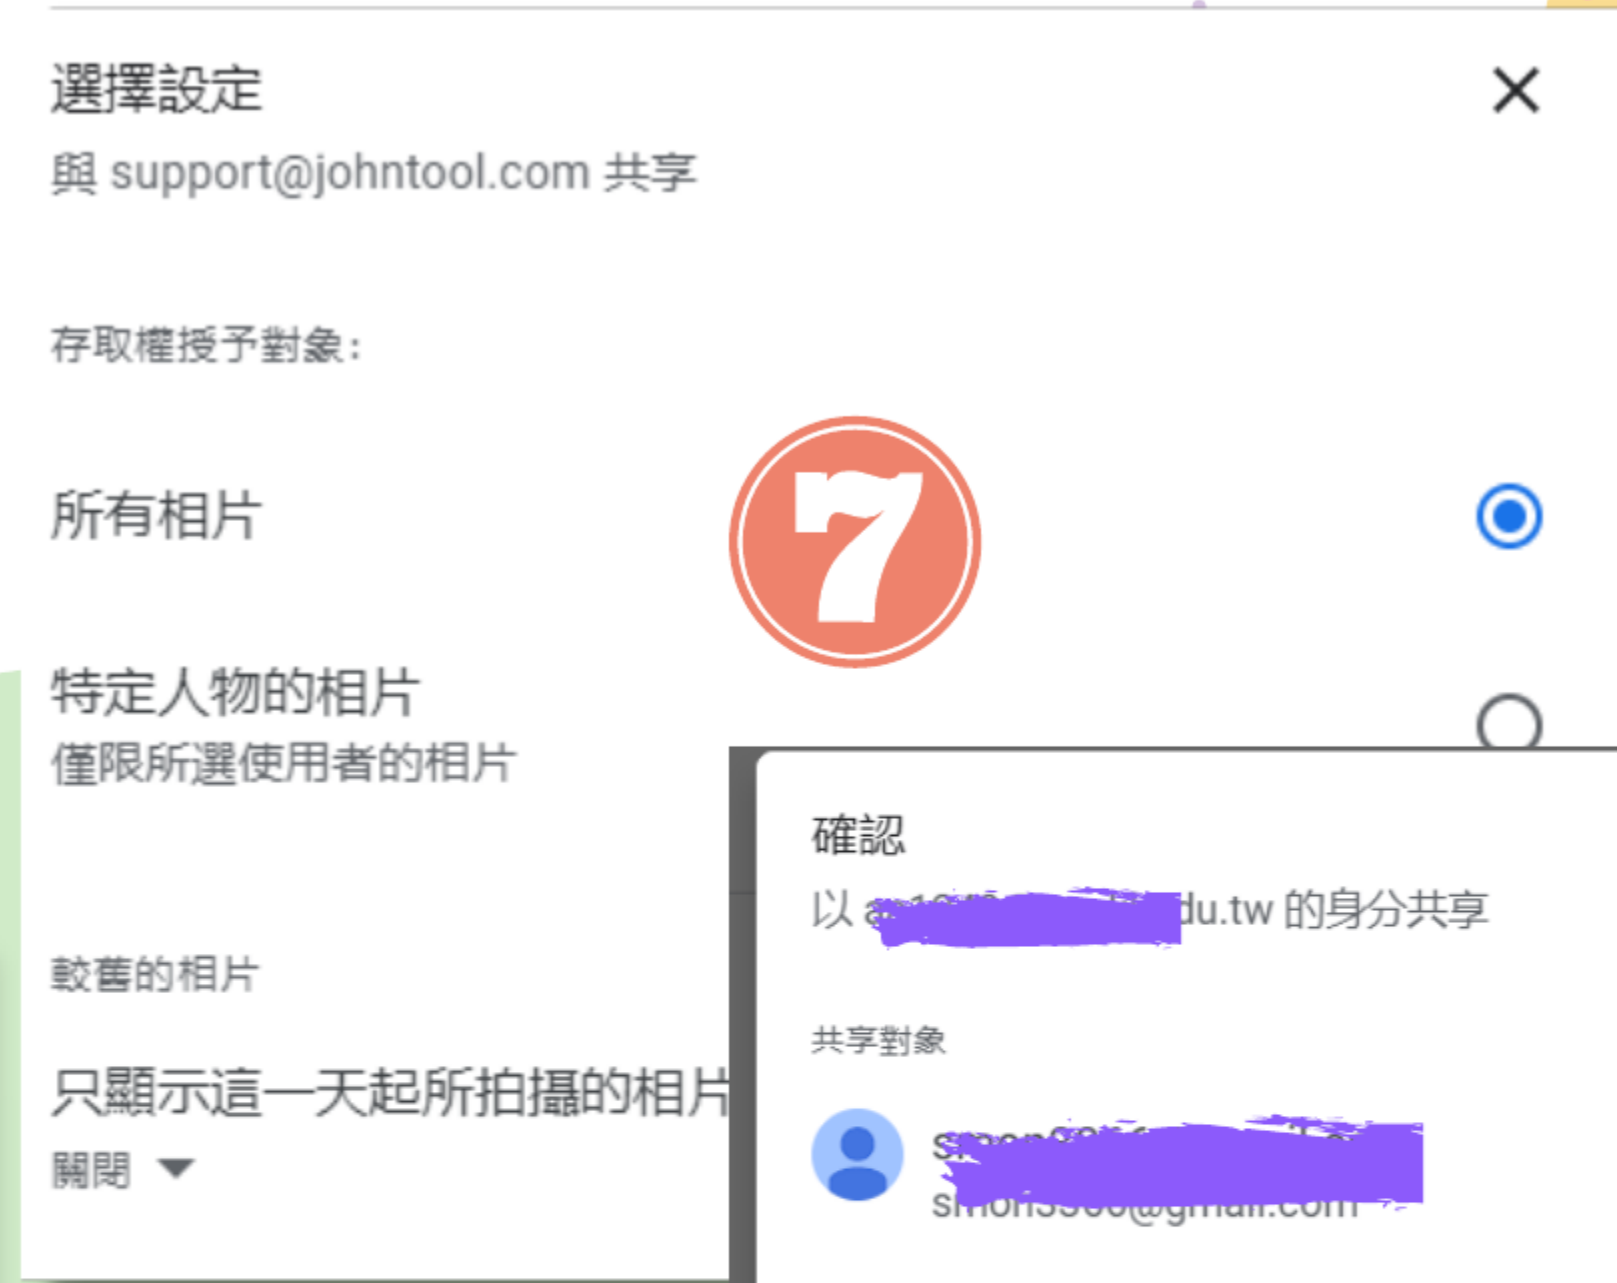 選擇設定
與 support@johntool.com 共享
存取權授予對象:
所有相片
7
特定人物的相片
僅限所選使用者的相片
較舊的相片
只顯示這一天起所拍攝的相片
關閉
確認
以 du.tw 的身分共享
共享對象